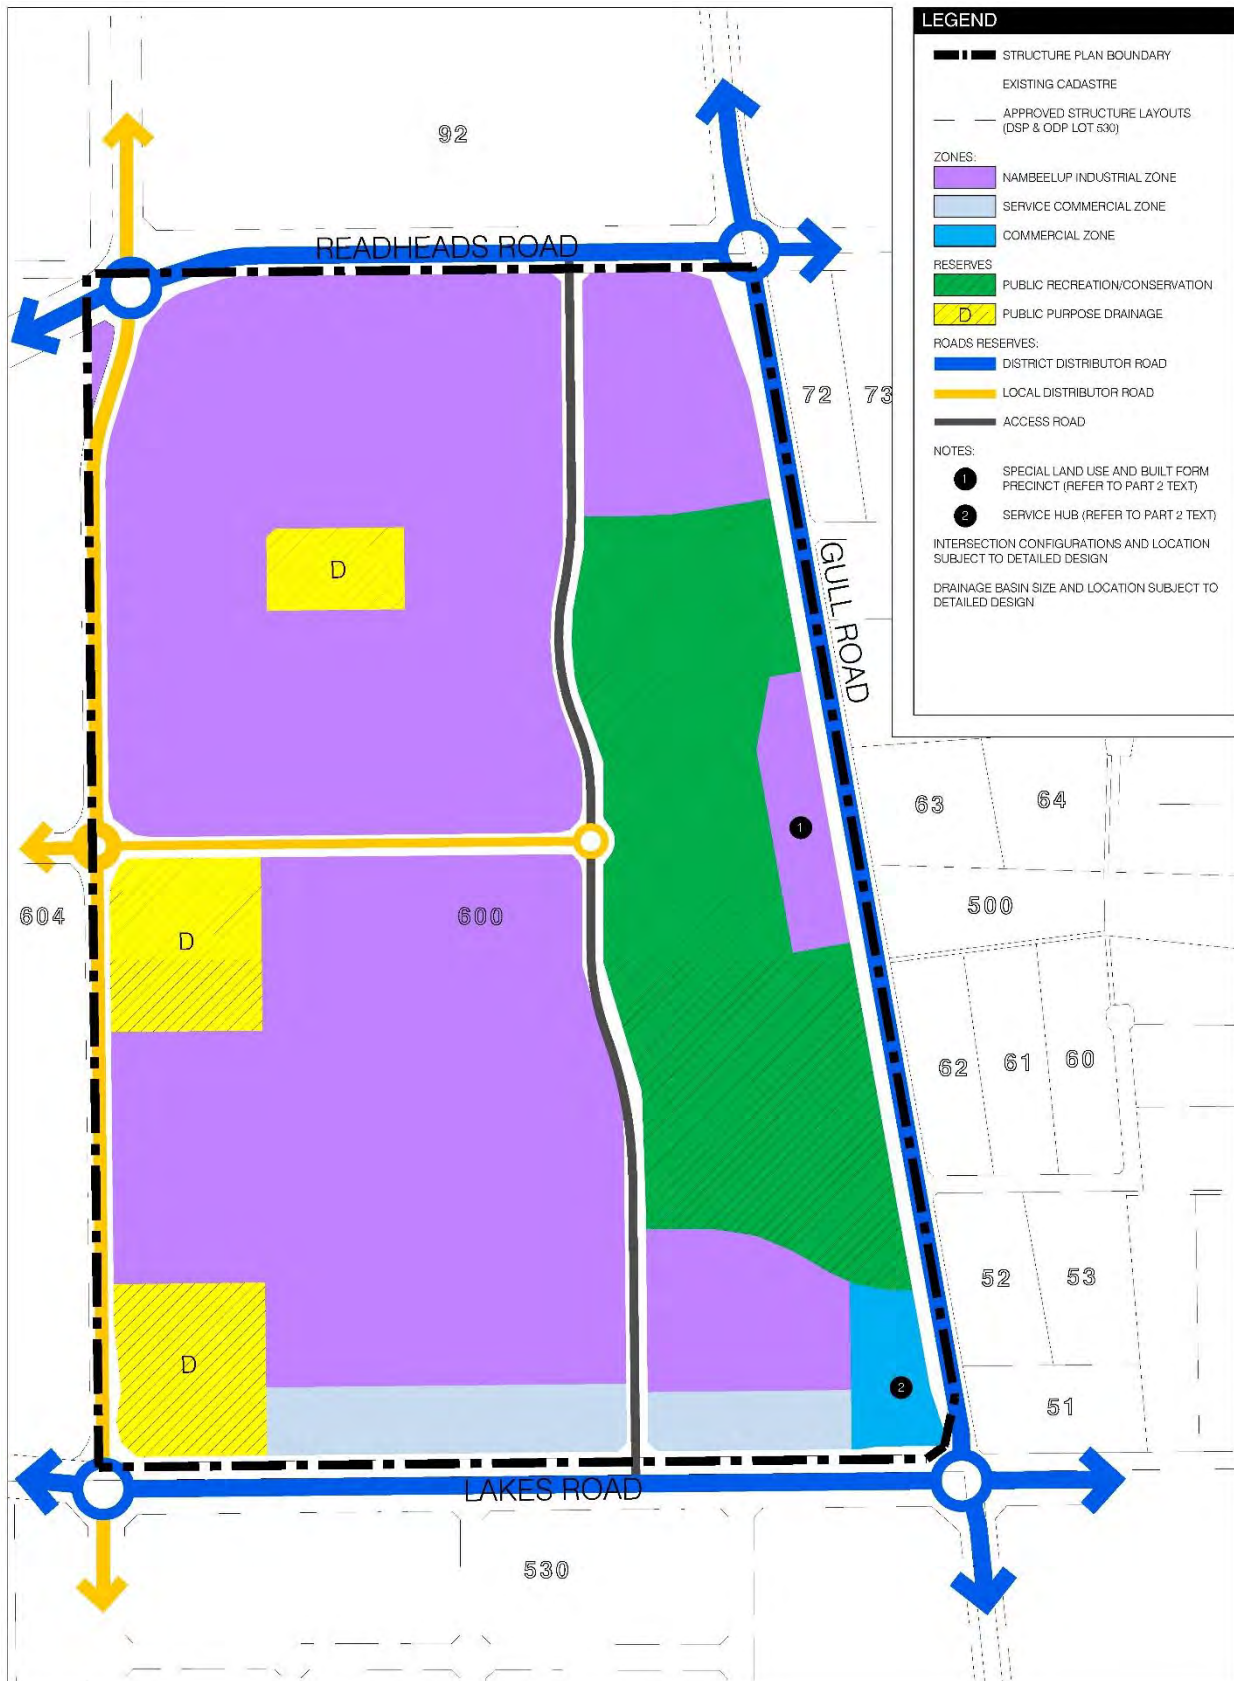 LEGEND
STRUCTURE PLAN BOUNDARY
EXISTING CADASTRE
APPROVED STRUCTURE LAYOUTS
(DSP & ODP LOT 530)
ZONES:
NAMBEELUP INDUSTRIAL ZONE
SERVICE COMMERCIAL ZONE
COMMERCIAL ZONE
RESERVES
PUBLIC RECREATION/CONSERVATION
D PUBLIC PURPOSE DRAINAGE
ROADS RESERVES:
DISTRICT DISTRIBUTOR ROAD
LOCAL DISTRIBUTOR ROAD
ACCESS ROAD
NOTES:
1 SPECIAL LAND USE AND BUILT FORM
PRECINCT (REFER TO PART 2 TEXT)
2 SERVICE HUB (REFER TO PART 2 TEXT)
INTERSECTION CONFIGURATIONS AND LOCATION
SUBJECT TO DETAILED DESIGN
DRAINAGE BASIN SIZE AND LOCATION SUBJECT TO
DETAILED DESIGN
92
READHEADS ROAD
72
73
D
GULL ROAD
63
64
1
604
600
500
D
62
61
60
52
53
D
2
51
LAKES ROAD
530